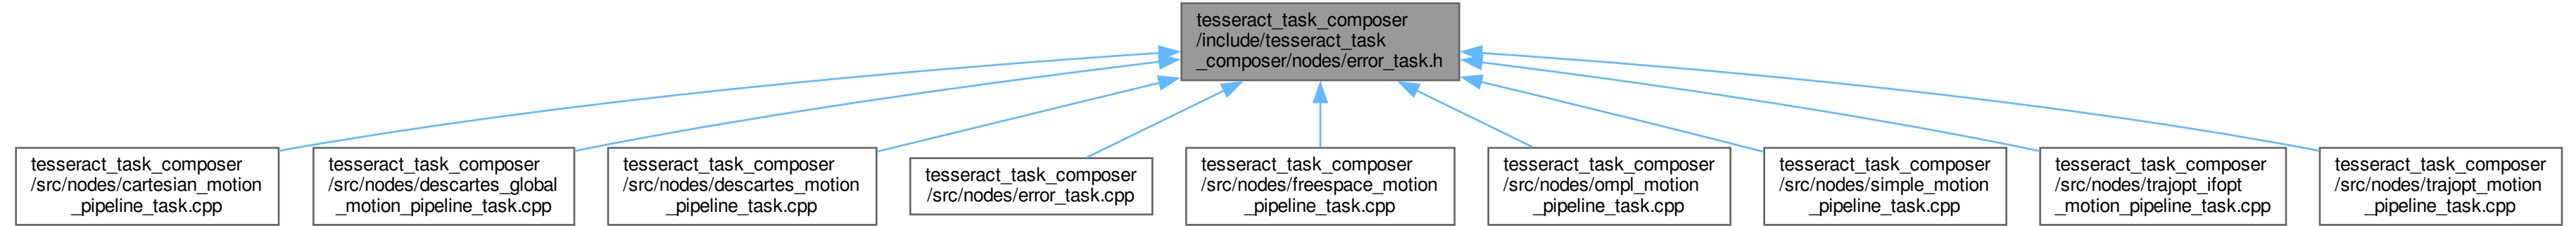 tesseract_task_composer
/include/tesseract_task
_composer/nodes/error_task.h
tesseract_task_composer
/src/nodes/cartesian_motion
_pipeline_task.cpp
tesseract_task_composer
/src/nodes/descartes_global
_motion_pipeline_task.cpp
tesseract_task_composer
/src/nodes/descartes_motion
_pipeline_task.cpp
tesseract_task_composer
/src/nodes/error_task.cpp
tesseract_task_composer
/src/nodes/freespace_motion
_pipeline_task.cpp
tesseract_task_composer
/src/nodes/ompl_motion
_pipeline_task.cpp
tesseract_task_composer
/src/nodes/simple_motion
_pipeline_task.cpp
tesseract_task_composer
/src/nodes/trajopt_ifopt
_motion_pipeline_task.cpp
tesseract_task_composer
/src/nodes/trajopt_motion
_pipeline_task.cpp